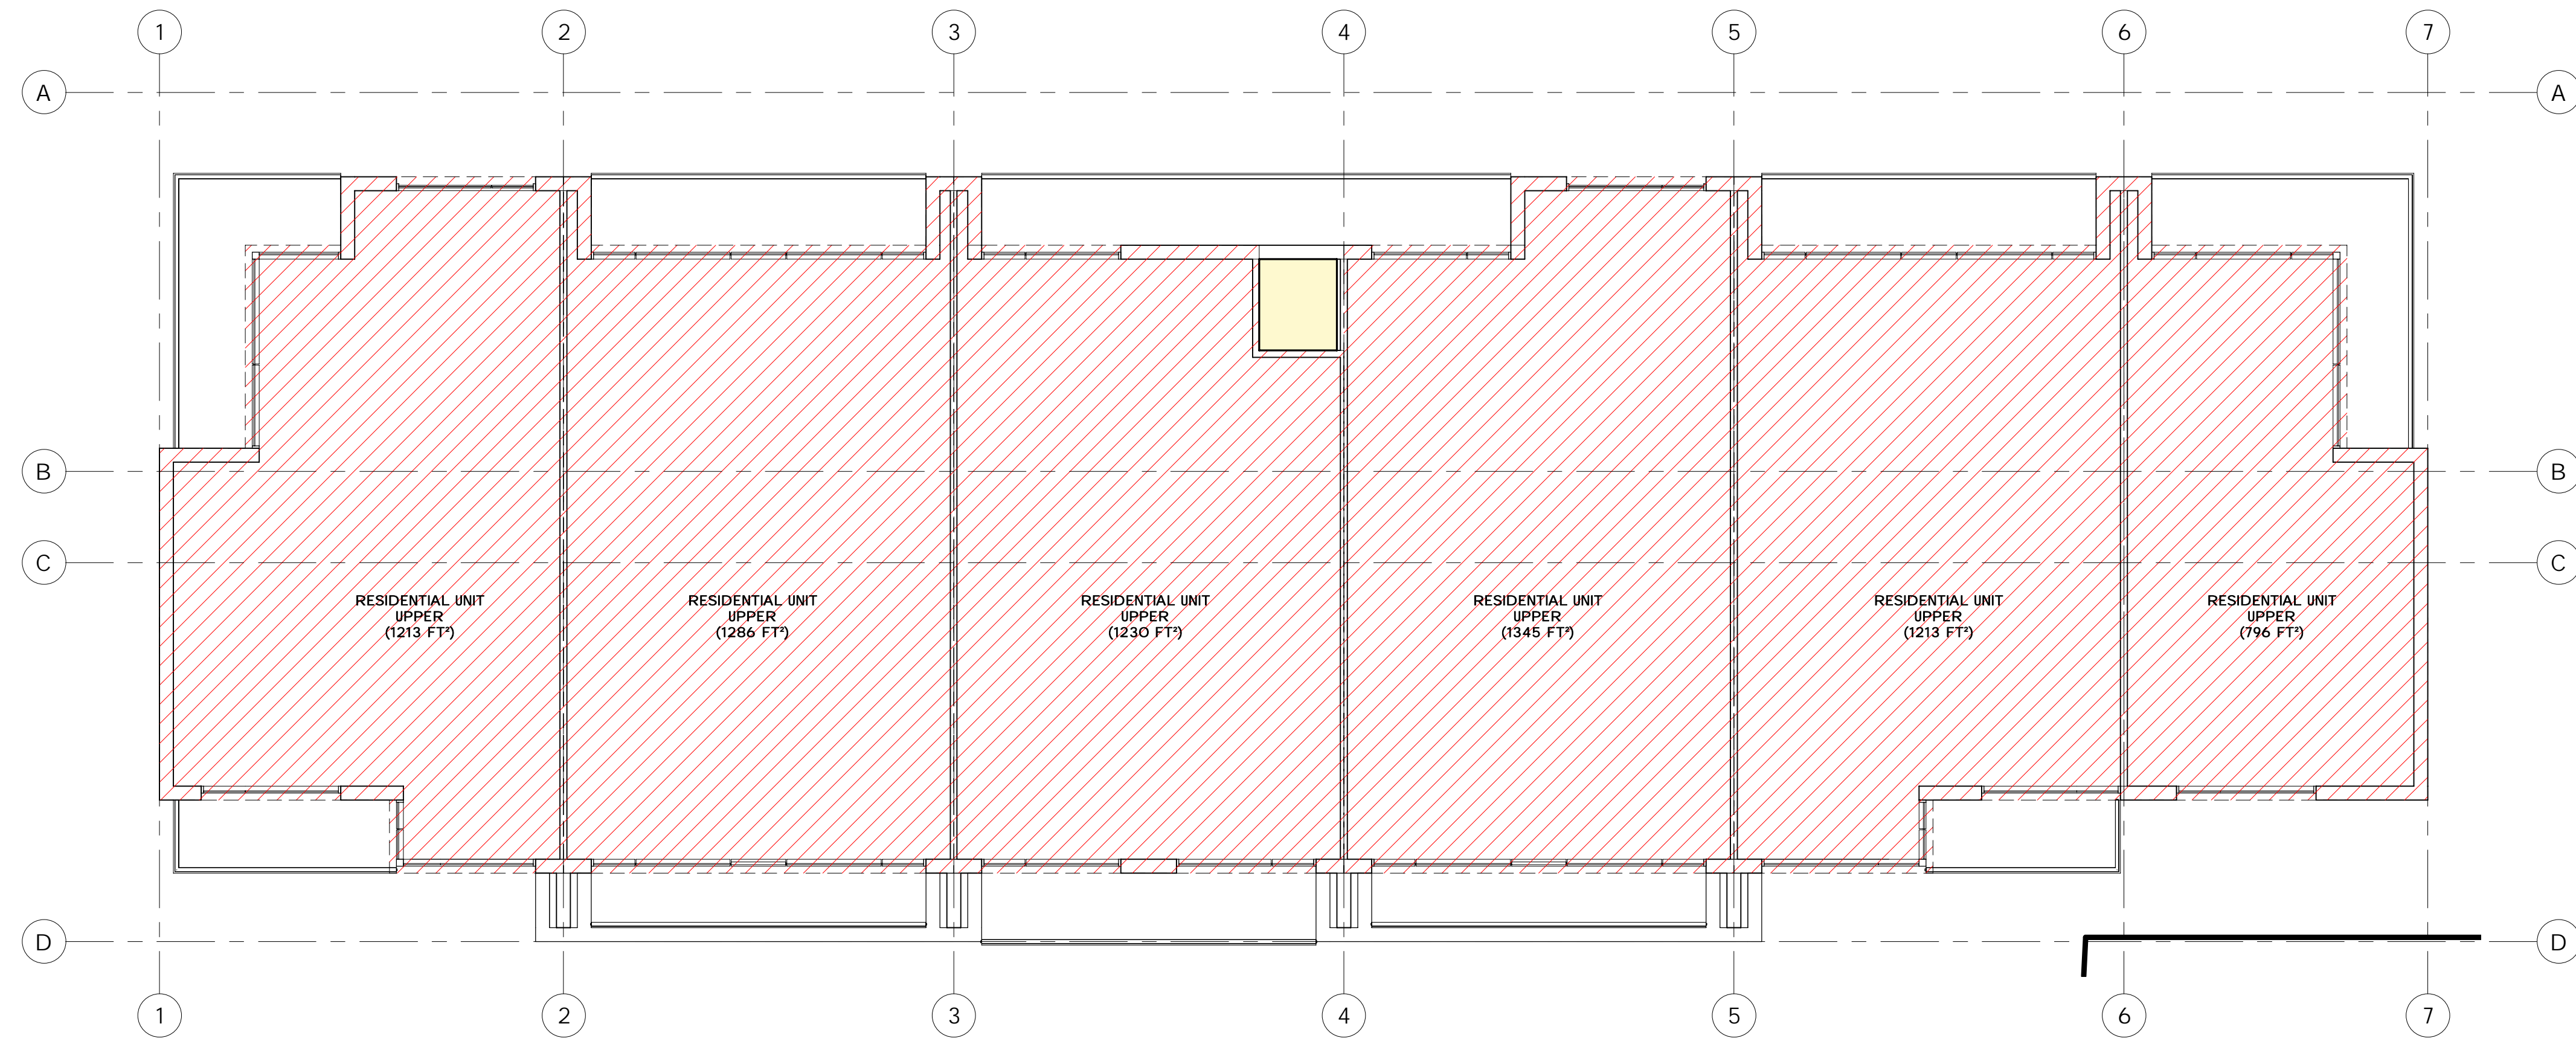 1 2 3 4 5 6 7
A A
B B
C C
RESIDENTIAL UNIT
UPPER
(1213 FT²)
RESIDENTIAL UNIT
UPPER
(1286 FT²)
RESIDENTIAL UNIT
UPPER
(1230 FT²)
RESIDENTIAL UNIT
UPPER
(1345 FT²)
RESIDENTIAL UNIT
UPPER
(1213 FT²)
RESIDENTIAL UNIT
UPPER
(796 FT²)
D D
1 2 3 4 5 6 7